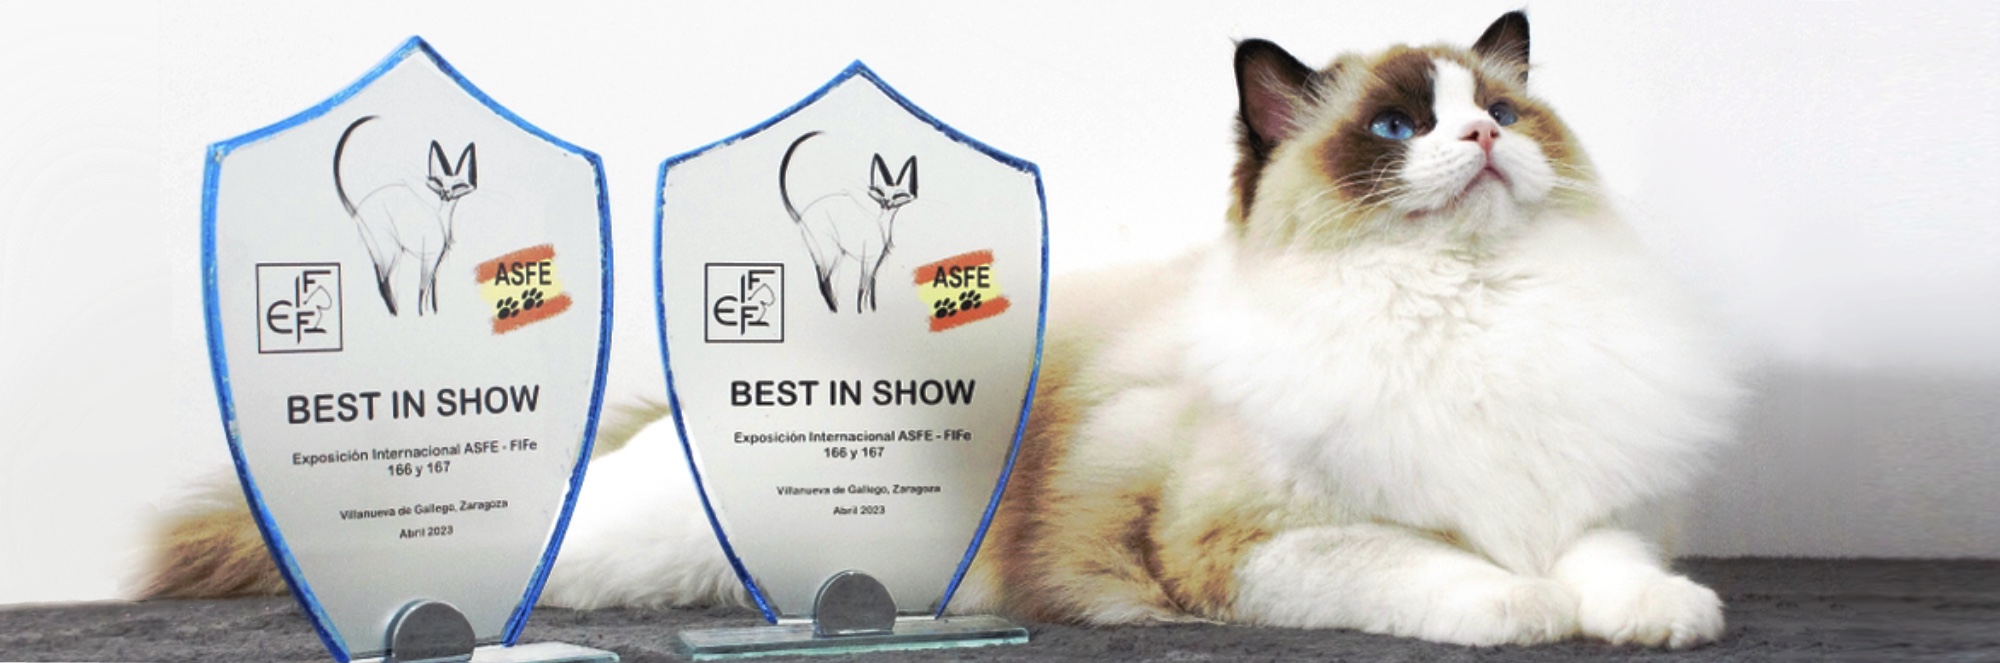 FIFe
ASFE
BEST IN SHOW
Exposición Internacional ASFE - FIFe
166 y 167
Villanueva de Gallego, Zaragoza
Abril 2023
FIFe
ASFE
BEST IN SHOW
Exposición Internacional ASFE - FIFe
166 y 167
Villanueva de Gallego, Zaragoza
Abril 2023